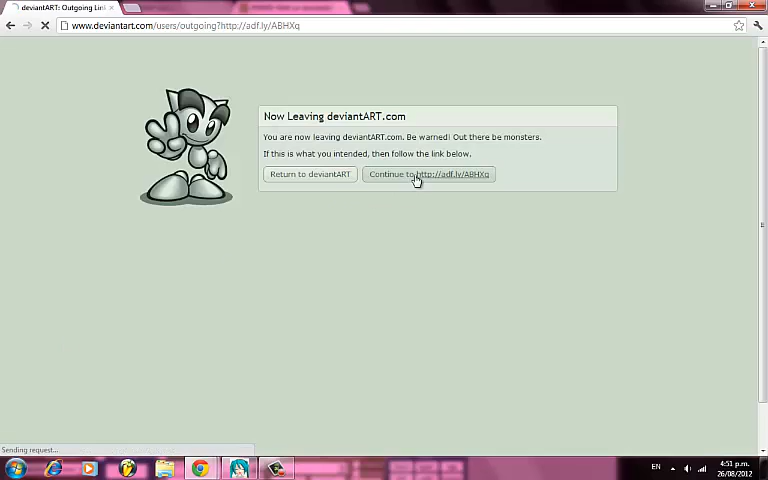 deviantART: Outgoing Lin
www.deviantart.com/users/outgoing?http://adf.ly/ABHXq
Now Leaving deviantART.com
You are now leaving deviantART.com. Be warned! Out there be monsters.
If this is what you intended, then follow the link below.
Return to deviantART
Continue to http://adf.ly/ABHXq
Sending request...
EN
4:51 p.m.
26/08/2012